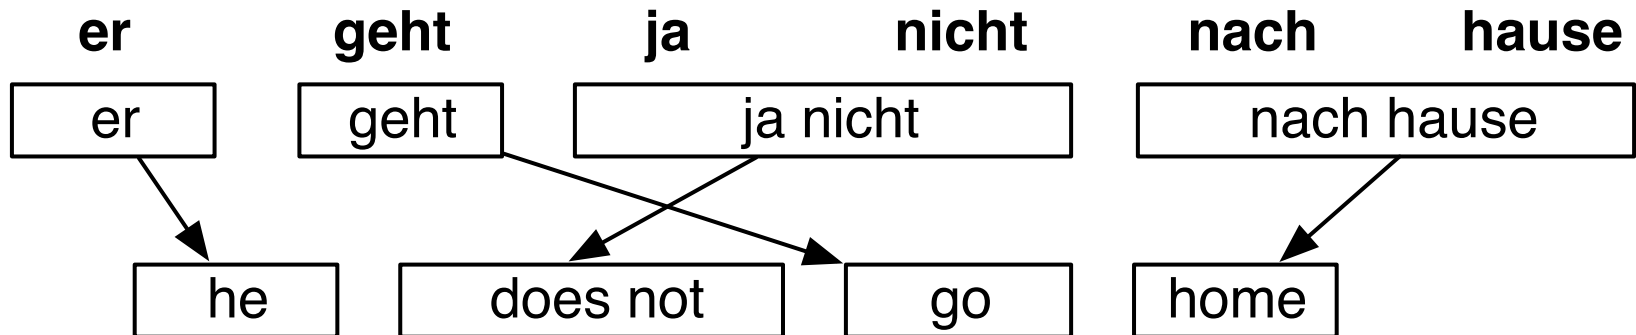 er geht ja nicht nach hause
er geht ja nicht nach hause
he does not go home